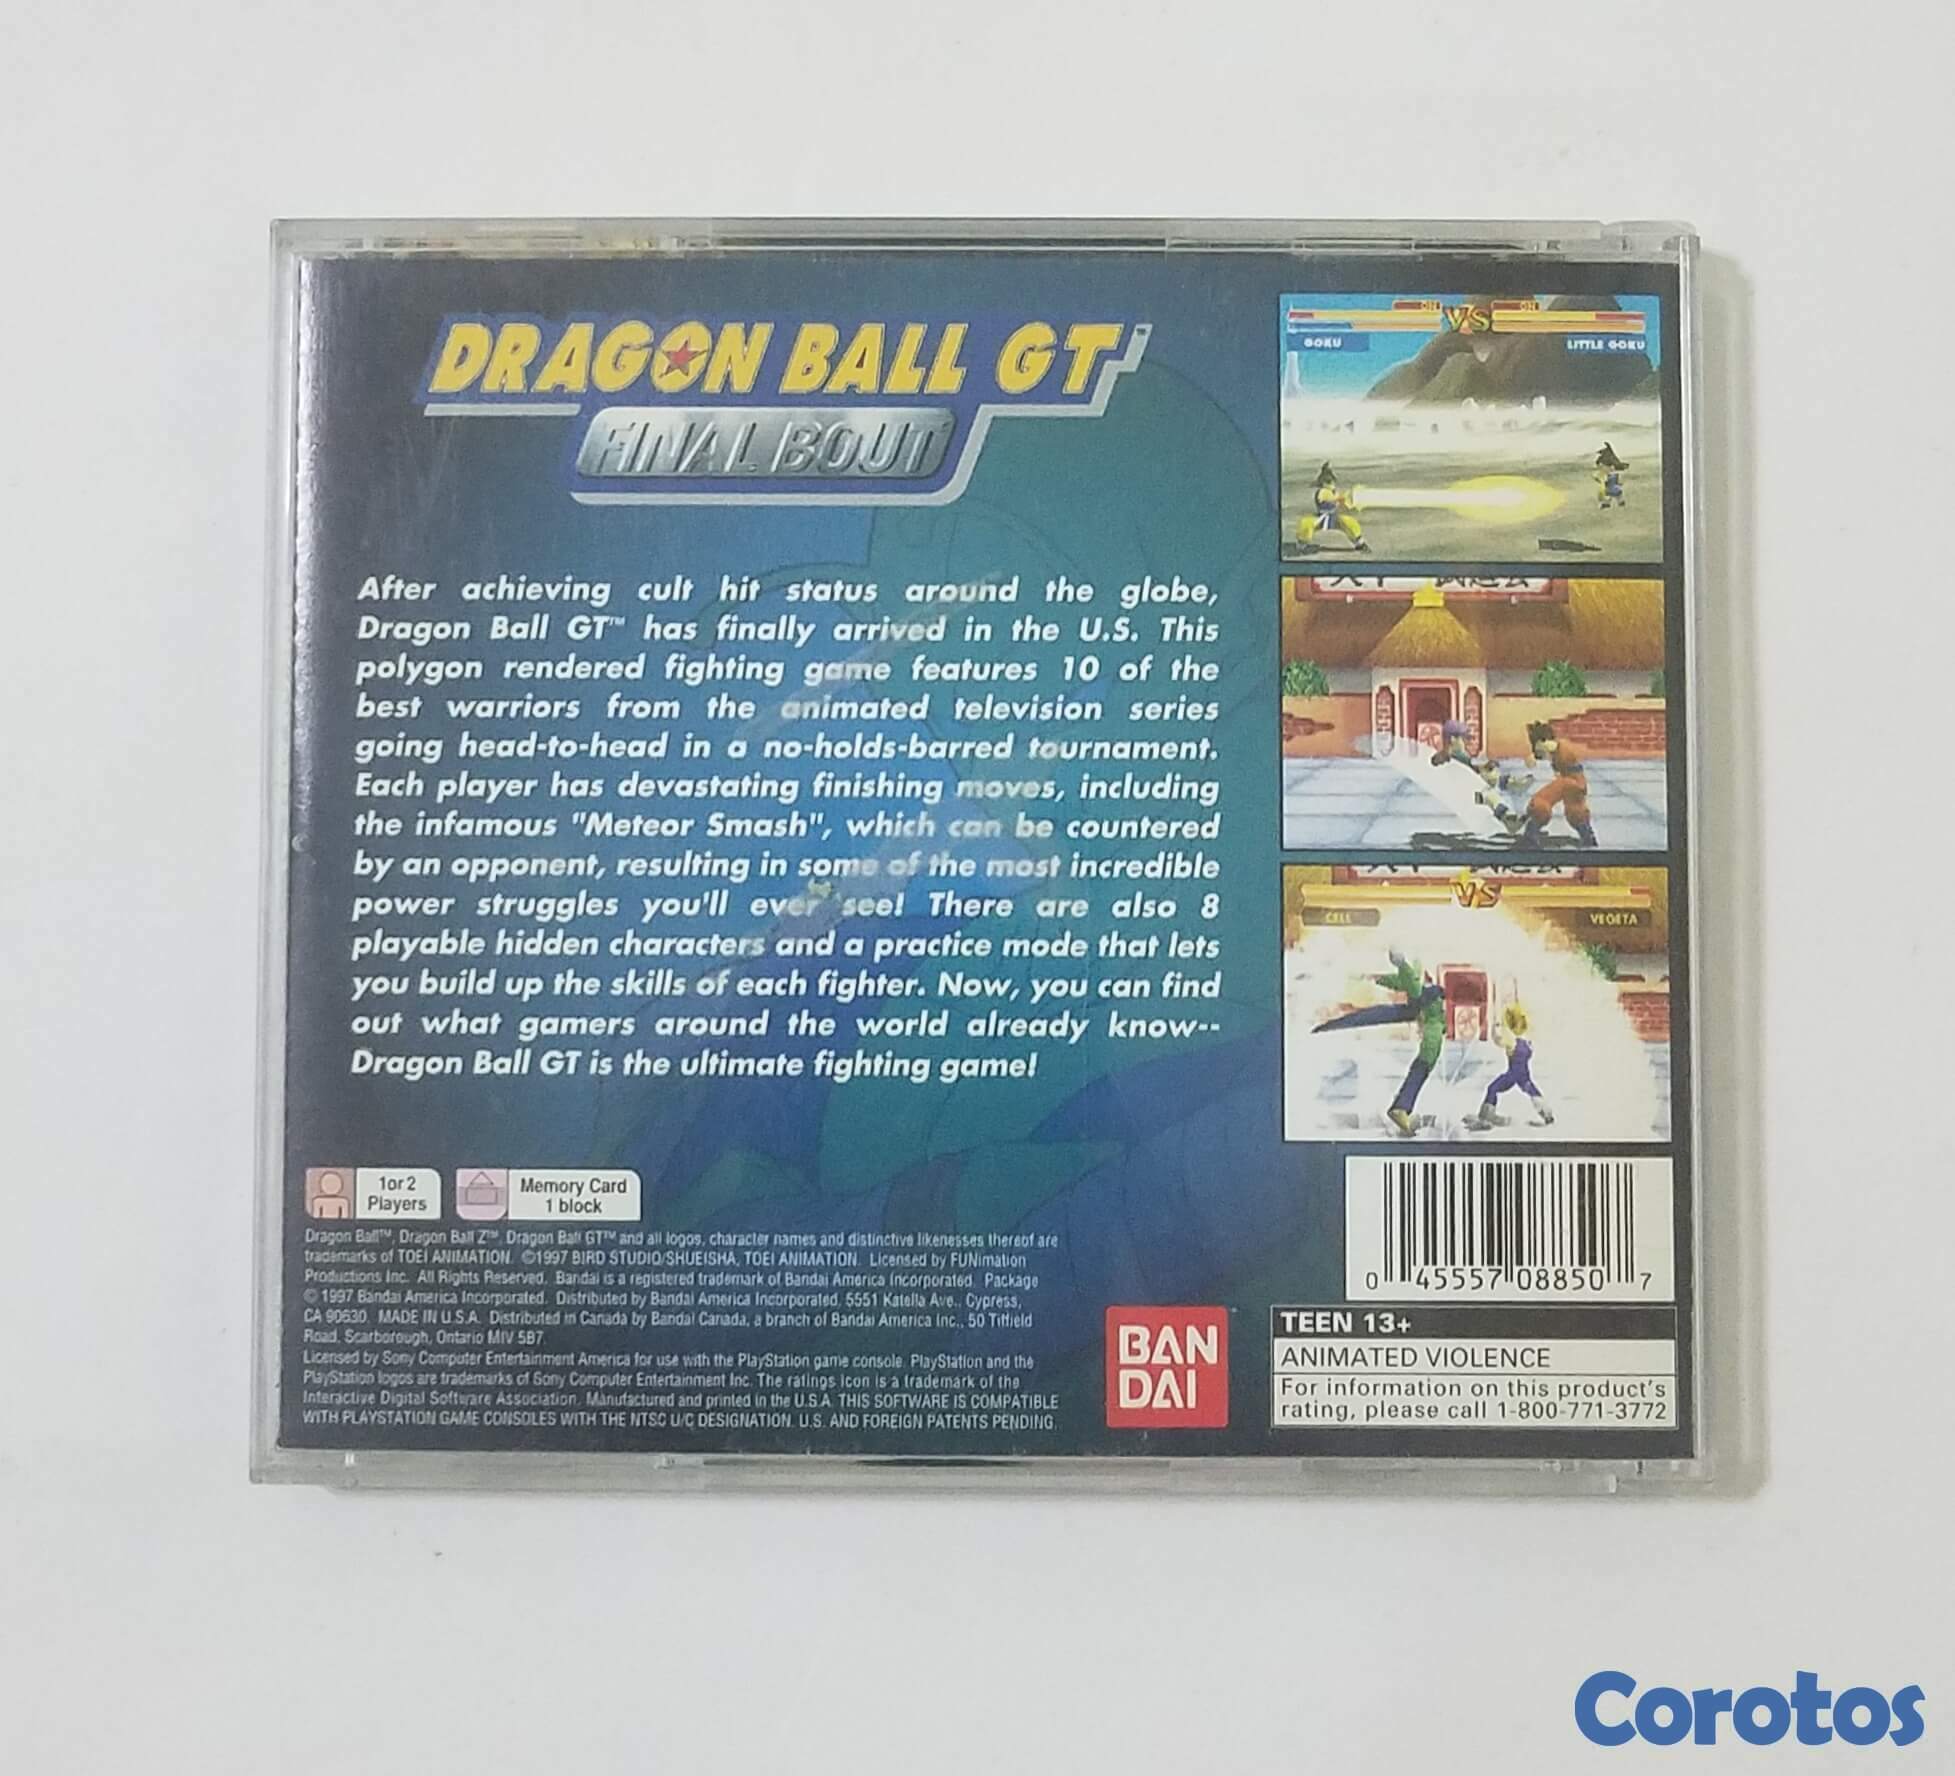 DRAGON BALL GT™
FINAL BOUT
After achieving cult hit status around the globe,
Dragon Ball GT™ has finally arrived in the U.S. This
polygon rendered fighting game features 10 of the
best warriors from the animated television series
going head-to-head in a no-holds-barred tournament.
Each player has devastating finishing moves, including
the infamous "Meteor Smash", which can be countered
by an opponent, resulting in some of the most incredible
power struggles you'll ever see! There are also 8
playable hidden characters and a practice mode that lets
you build up the skills of each fighter. Now, you can find
out what gamers around the world already know--
Dragon Ball GT is the ultimate fighting game!
VS
GOKU
LITTLE GOKU
VS
CELL
VEGETA
1or 2
Players
Memory Card
1 block
Dragon Ball™, Dragon Ball Z™, Dragon Ball GT™ and all logos, character names and distinctive likenesses thereof are
trademarks of TOEI ANIMATION. ©1997 BIRD STUDIO/SHUEISHA, TOEI ANIMATION. Licensed by FUNimation
Productions Inc. All Rights Reserved. Bandai is a registered trademark of Bandai America Incorporated. Package
© 1997 Bandai America Incorporated. Distributed by Bandai America Incorporated, 5551 Katella Ave., Cypress,
CA 90630. MADE IN U.S.A. Distributed in Canada by Bandai Canada, a branch of Bandai America Inc., 50 Tiffield
Road, Scarborough, Ontario MIV 5B7.
Licensed by Sony Computer Entertainment America for use with the PlayStation game console. PlayStation and the
PlayStation logos are trademarks of Sony Computer Entertainment Inc. The ratings icon is a trademark of the
Interactive Digital Software Association. Manufactured and printed in the U.S.A. THIS SOFTWARE IS COMPATIBLE
WITH PLAYSTATION GAME CONSOLES WITH THE NTSC U/C DESIGNATION. U.S. AND FOREIGN PATENTS PENDING.
BAN
DAI
0 45557 08850 7
TEEN 13+
ANIMATED VIOLENCE
For information on this product's
rating, please call 1-800-771-3772
Corotos